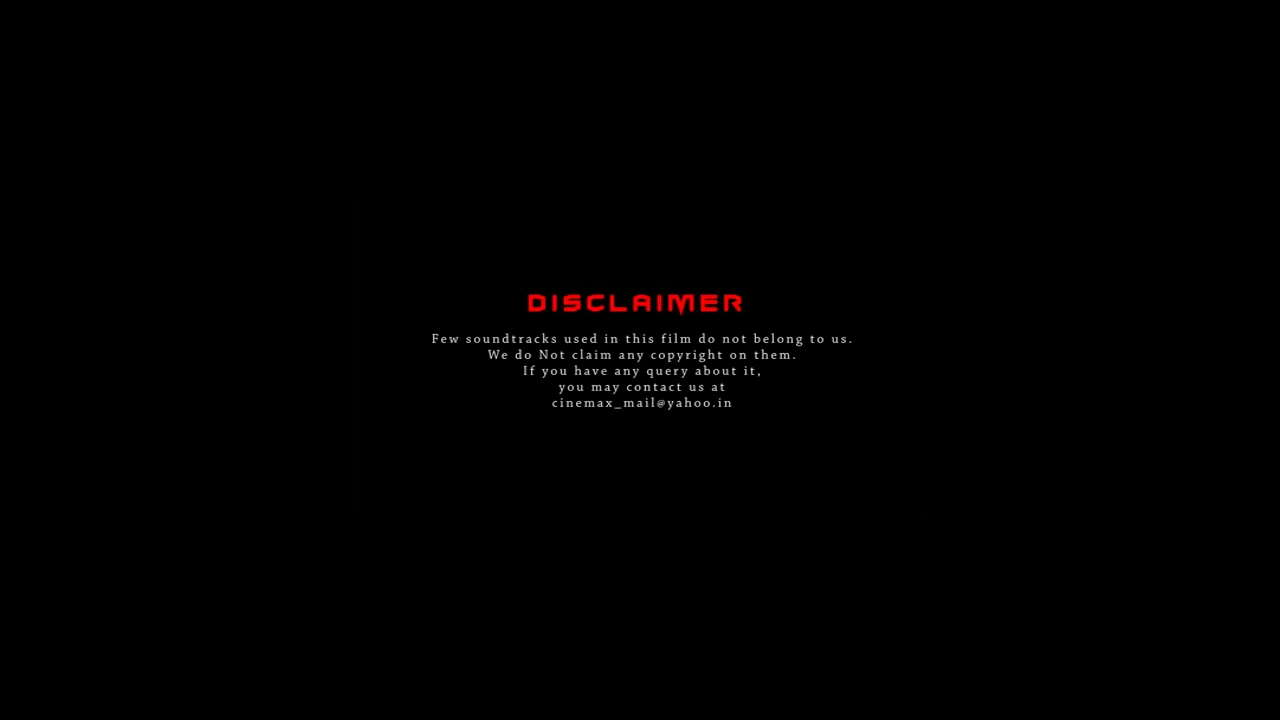 DISCLAIMER
Few soundtracks used in this film do not belong to us.
We do Not claim any copyright on them.
If you have any query about it,
you may contact us at
cinemax_mail@yahoo.in